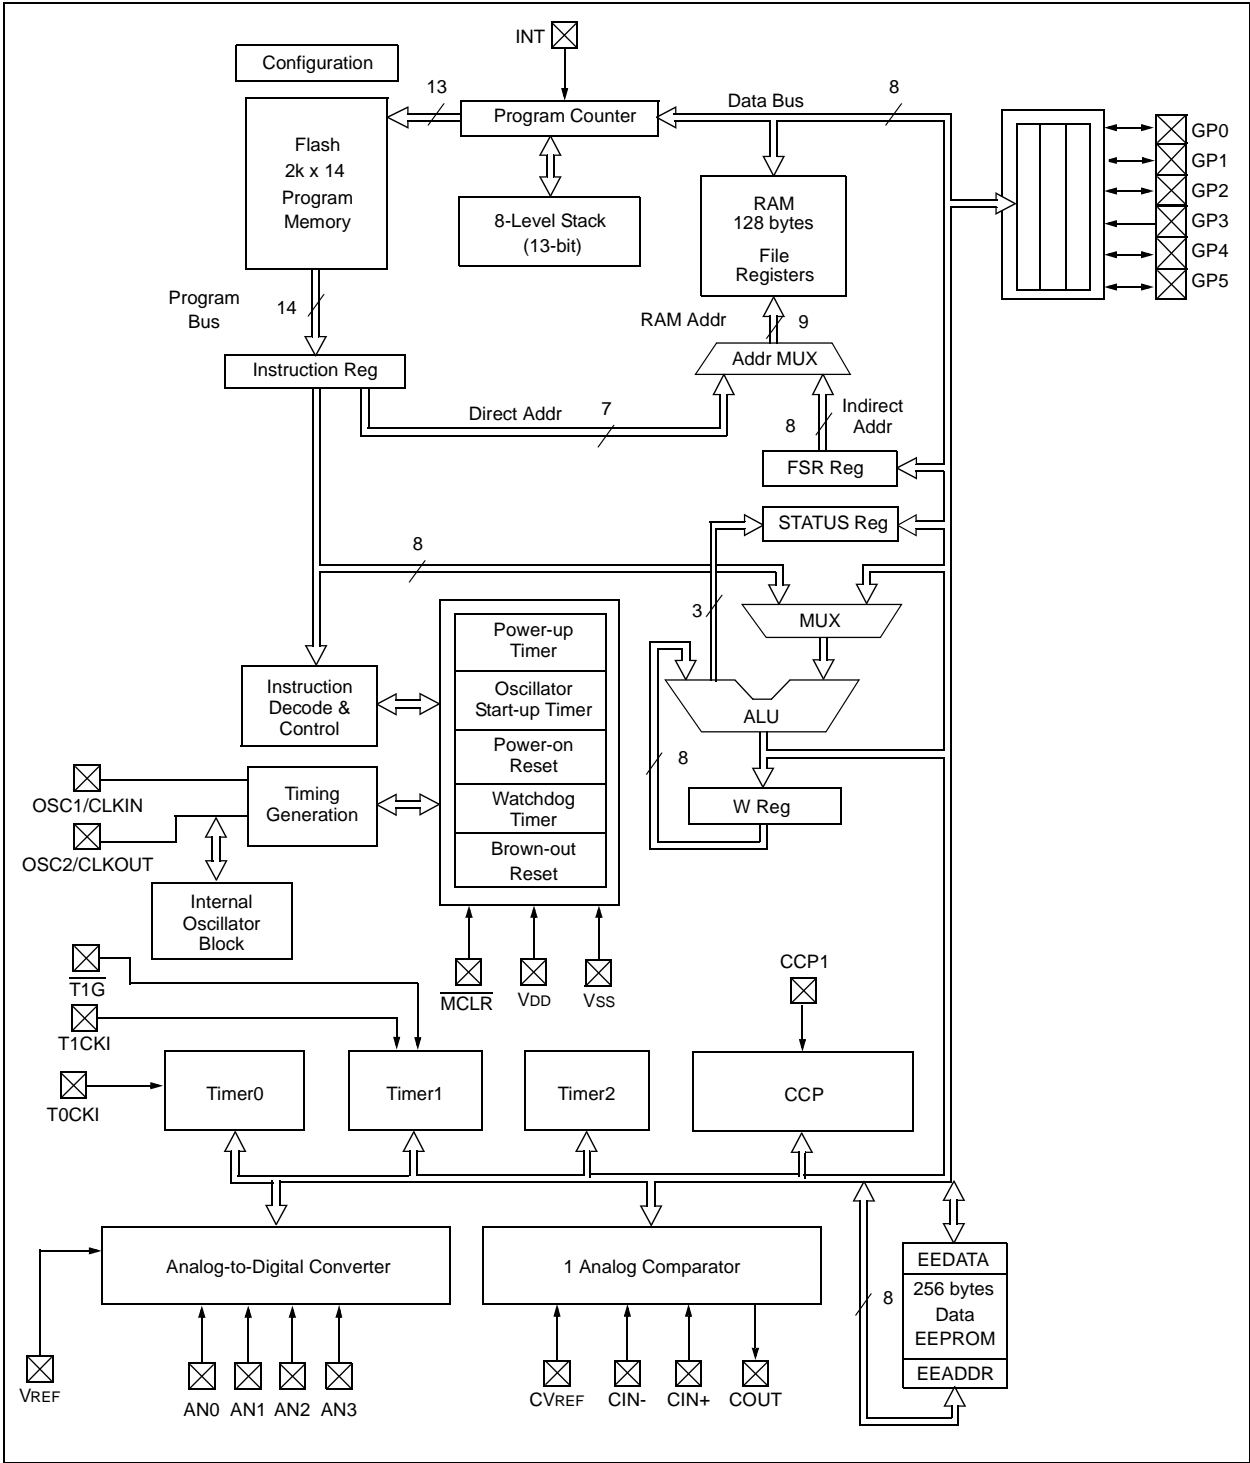 INT
Configuration
13
Data Bus
8
Program Counter
Flash
2k x 14
Program
Memory
8-Level Stack
(13-bit)
RAM
128 bytes
File
Registers
GP0
GP1
GP2
GP3
GP4
GP5
Program
Bus
14
RAM Addr
9
Addr MUX
Instruction Reg
Direct Addr
7
8
Indirect
Addr
FSR Reg
STATUS Reg
8
3
MUX
Power-up
Timer
Oscillator
Start-up Timer
Power-on
Reset
Watchdog
Timer
Brown-out
Reset
Instruction
Decode &
Control
ALU
8
W Reg
OSC1/CLKIN
Timing
Generation
OSC2/CLKOUT
Internal
Oscillator
Block
T1G
MCLR
VDD
VSS
CCP1
T1CKI
T0CKI
Timer0
Timer1
Timer2
CCP
Analog-to-Digital Converter
1 Analog Comparator
EEDATA
256 bytes
Data
EEPROM
EEADDR
8
VREF
AN0
AN1
AN2
AN3
CVREF
CIN-
CIN+
COUT